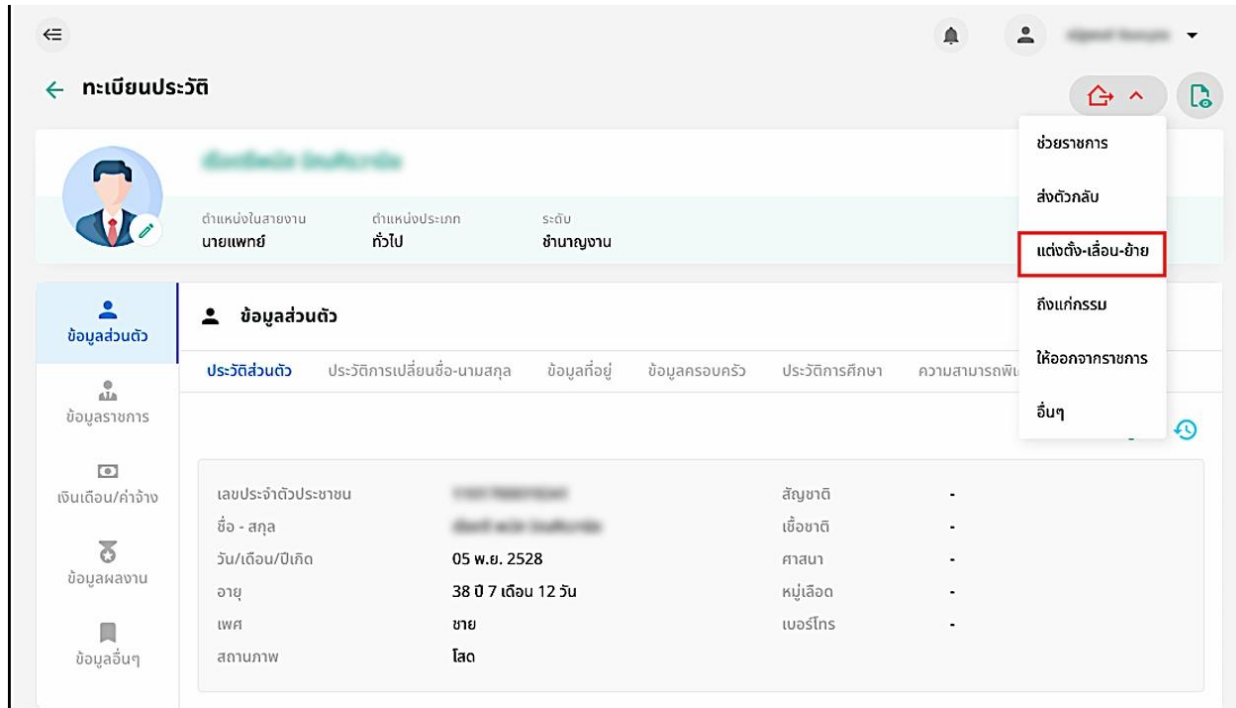 ทะเบียนประวัติ
ช่วยราชการ
ส่งตัวกลับ
แต่งตั้ง-เลื่อน-ย้าย
ถึงแก่กรรม
ให้ออกจากราชการ
อื่นๆ
ตำแหน่งในสายงาน ตำแหน่งประเภท ระดับ
นายแพทย์ ทั่วไป ชำนาญงาน
ข้อมูลส่วนตัว
ข้อมูลราชการ
เงินเดือน/ค่าจ้าง
ข้อมูลผลงาน
ข้อมูลอื่นๆ
ข้อมูลส่วนตัว
ประวัติส่วนตัว ประวัติการเปลี่ยนชื่อ-นามสกุล ข้อมูลที่อยู่ ข้อมูลครอบครัว ประวัติการศึกษา
เลขประจำตัวประชาชน สัญชาติ -
ชื่อ - สกุล เชื้อชาติ -
วัน/เดือน/ปีเกิด 05 พ.ย. 2528 ศาสนา -
อายุ 38 ปี 7 เดือน 12 วัน หมู่เลือด -
เพศ ชาย เบอร์โทร -
สถานภาพ โสด